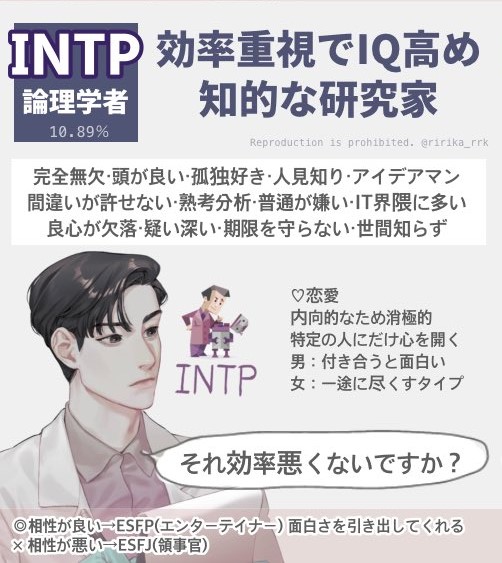 INTP
論理学者
10.89%
効率重視でIQ高め
知的な研究家
Reproduction is prohibited. @ririka_rrk
完全無欠·頭が良い·孤独好き·人見知り·アイデアマン
間違いが許せない·熟考分析·普通が嫌い·IT界隈に多い
良心が欠落·疑い深い·期限を守らない·世間知らず
♡恋愛
内向的なため消極的
特定の人にだけ心を開く
男：付き合うと面白い
女：一途に尽くすタイプ
INTP
それ効率悪くないですか？
◎相性が良い→ESFP(エンターテイナー) 面白さを引き出してくれる
× 相性が悪い→ESFJ(領事官)